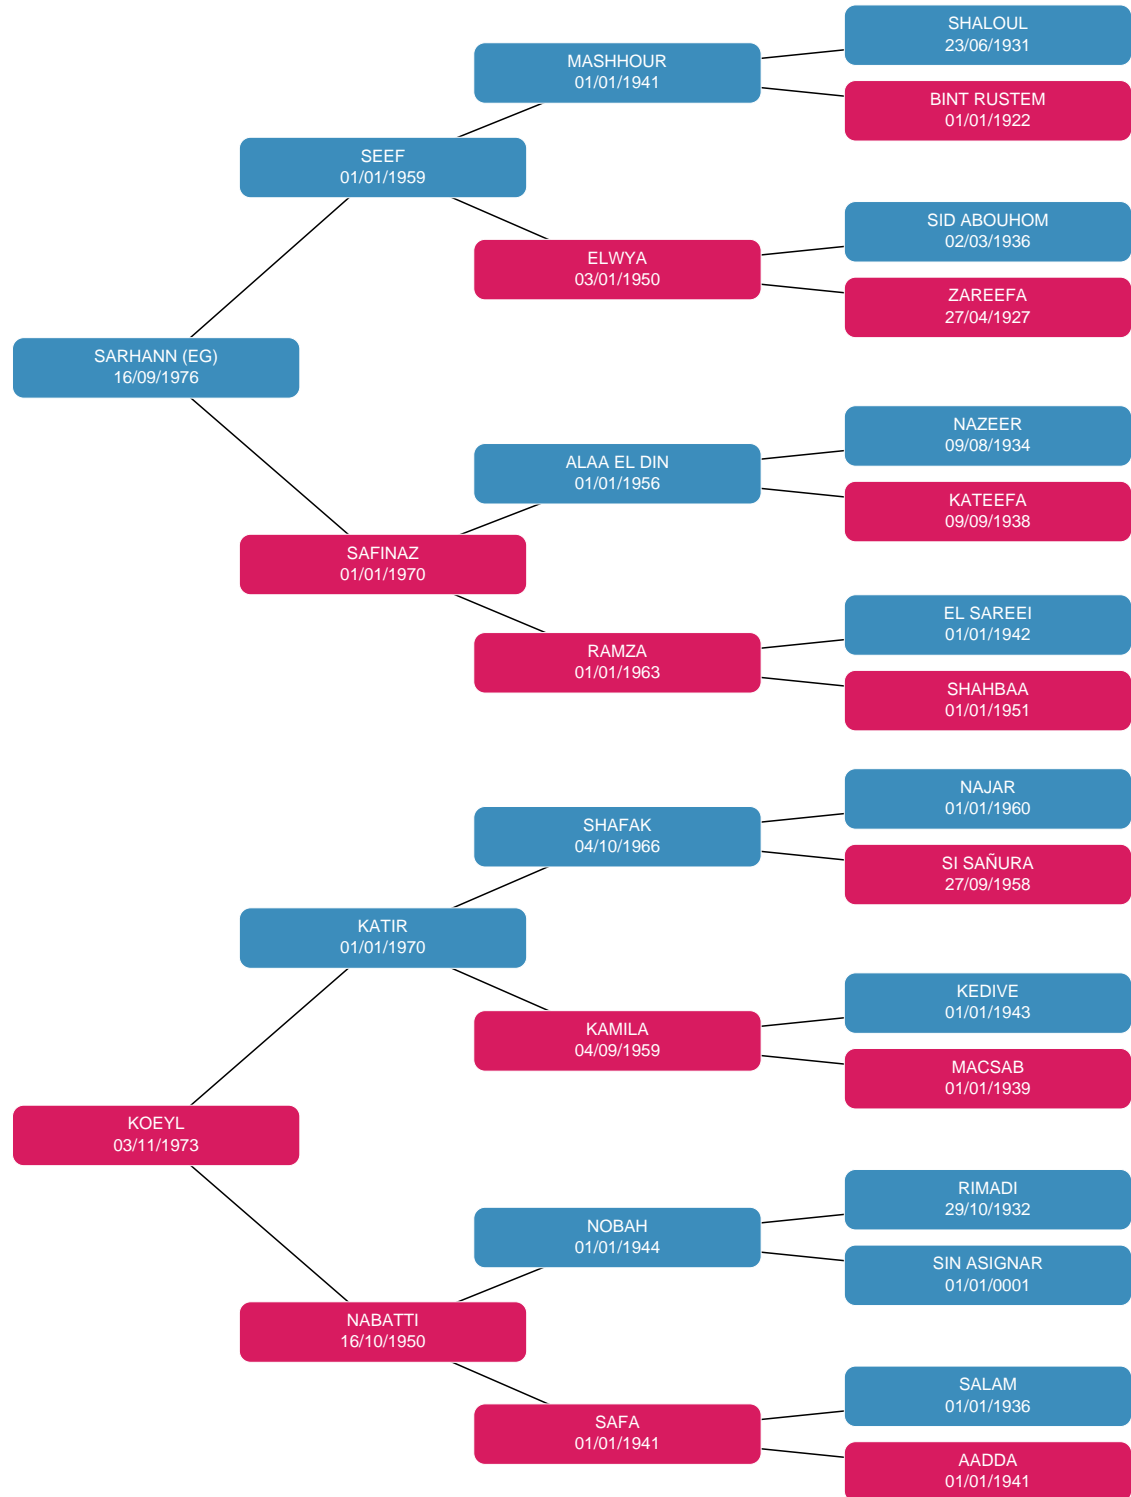 SHALOUL
23/06/1931
MASHHOUR
01/01/1941
BINT RUSTEM
01/01/1922
SEEF
01/01/1959
SID ABOUHOM
02/03/1936
ELWYA
03/01/1950
ZAREEFA
27/04/1927
SARHANN (EG)
16/09/1976
NAZEER
09/08/1934
ALAA EL DIN
01/01/1956
KATEEFA
09/09/1938
SAFINAZ
01/01/1970
EL SAREEI
01/01/1942
RAMZA
01/01/1963
SHAHBAA
01/01/1951
NAJAR
01/01/1960
SHAFAK
04/10/1966
SI SAÑURA
27/09/1958
KATIR
01/01/1970
KEDIVE
01/01/1943
KAMILA
04/09/1959
MACSAB
01/01/1939
KOEYL
03/11/1973
RIMADI
29/10/1932
NOBAH
01/01/1944
SIN ASIGNAR
01/01/0001
NABATTI
16/10/1950
SALAM
01/01/1936
SAFA
01/01/1941
AADDA
01/01/1941